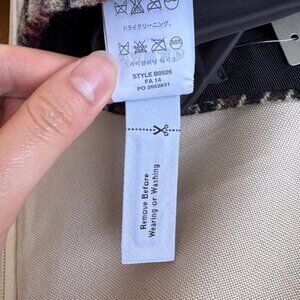 ドライクリーニング.
드라이클리닝 하시오.
STYLE B0526
FA 14
PO 2652831
Remove Before
Wearing or Washing